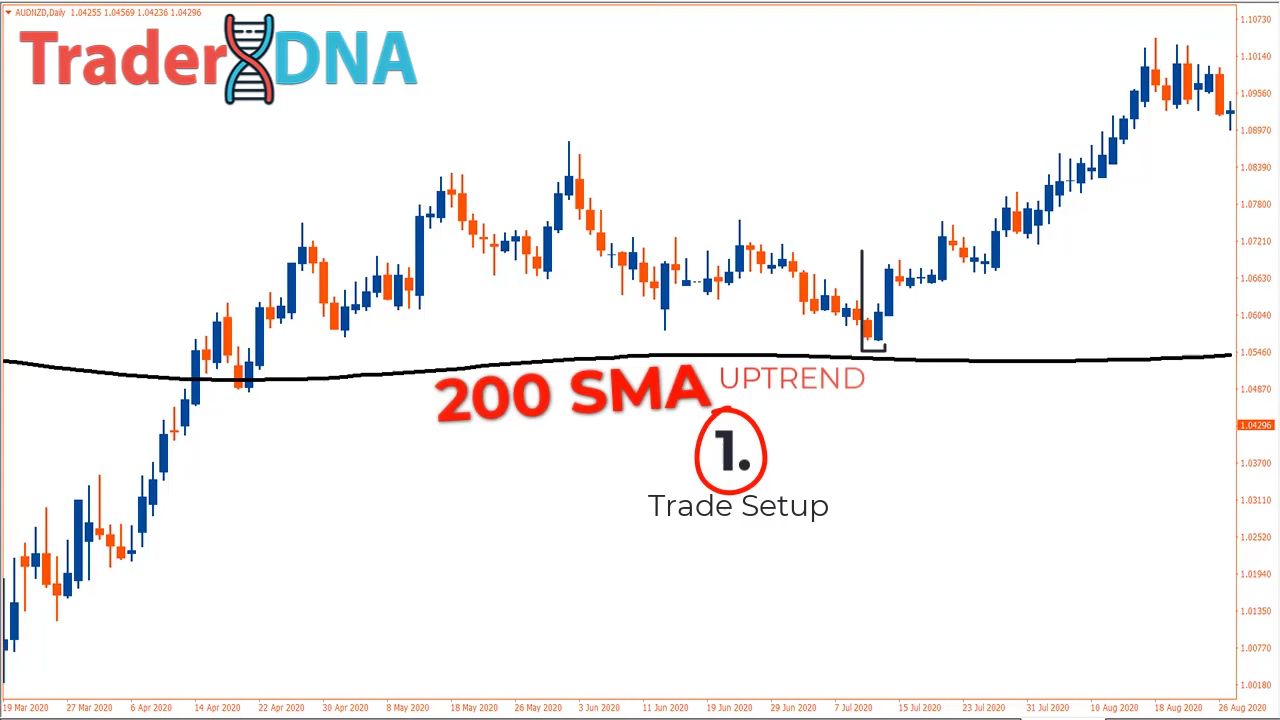 AUDNZD,Daily 1.04255 1.04569 1.04236 1.04296
TraderDNA
1.10730
1.10140
1.09560
1.08970
1.08390
1.07800
1.07210
1.06630
1.06040
1.05460
1.04870
1.04296
1.03700
1.03110
1.02520
1.01940
1.01350
1.00770
1.00180
200 SMA
UPTREND
1.
Trade Setup
19 Mar 2020
27 Mar 2020
6 Apr 2020
14 Apr 2020
22 Apr 2020
30 Apr 2020
8 May 2020
18 May 2020
26 May 2020
3 Jun 2020
11 Jun 2020
19 Jun 2020
29 Jun 2020
7 Jul 2020
15 Jul 2020
23 Jul 2020
31 Jul 2020
10 Aug 2020
18 Aug 2020
26 Aug 2020